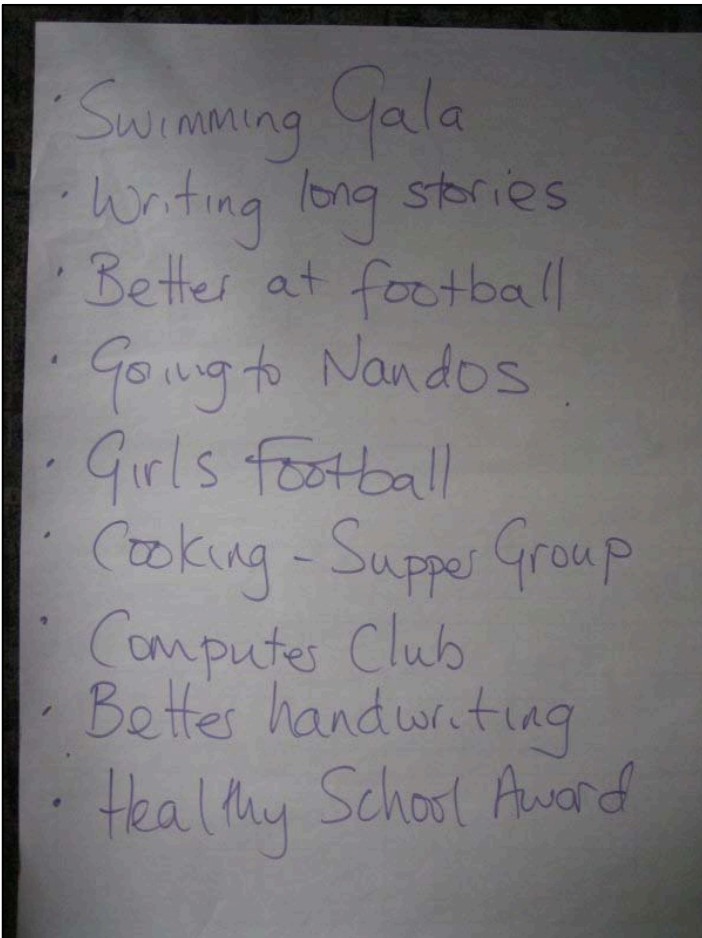 · Swimming Gala
· Writing long stories
· Better at football
· Going to Nandos
· Girls Football
· Cooking - Supper Group
· Computer Club
· Better handwriting
· Healthy School Award